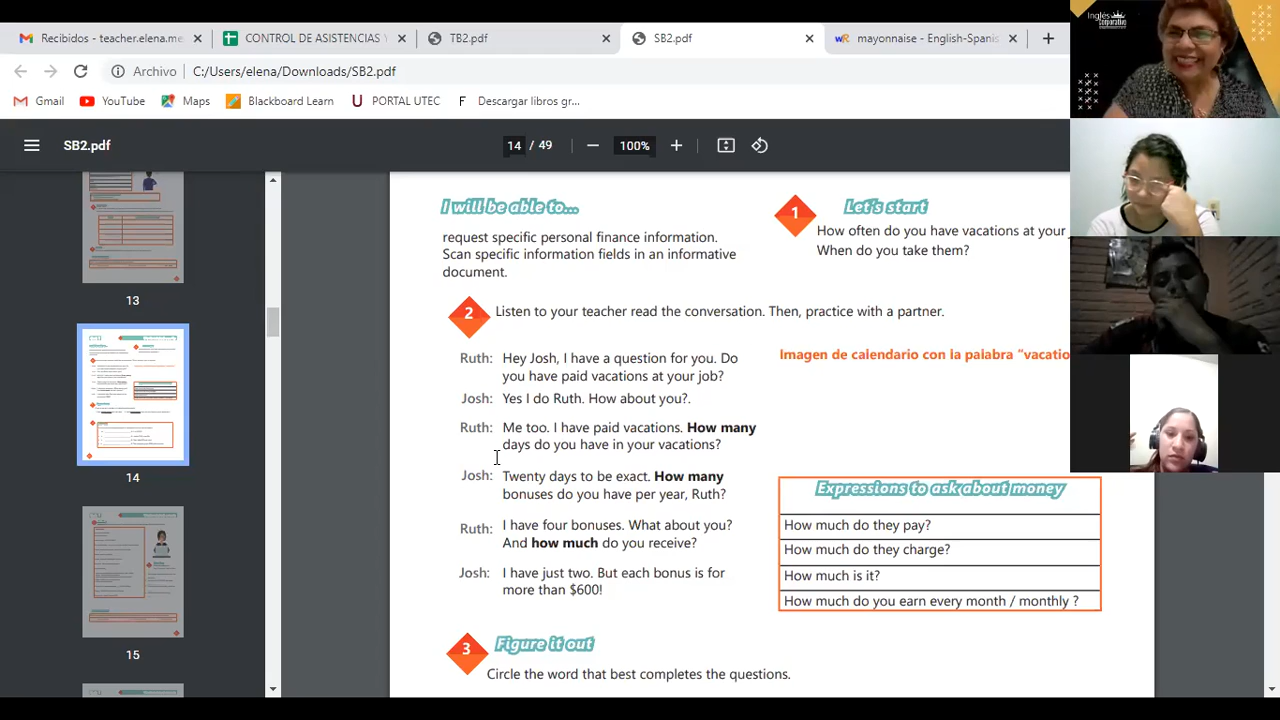 Recibidos - teacher.elena.me
CONTROL DE ASISTENCIAS Y
TB2.pdf
SB2.pdf
mayonnaise - English-Spanis
Archivo
C:/Users/elena/Downloads/SB2.pdf
Gmail
YouTube
Maps
Blackboard Learn
PORTAL UTEC
Descargar libros gr...
SB2.pdf
14 / 49
100%
13
14
15
Inglés
Corporativo
I will be able to...
request specific personal finance information.
Scan specific information fields in an informative
document.
1
Let's start
How often do you have vacations at your
When do you take them?
2
Listen to your teacher read the conversation. Then, practice with a partner.
Ruth: Hey Josh, I have a question for you. Do
you have paid vacations at your job?
Josh: Yes I do Ruth. How about you?.
Ruth: Me too. I have paid vacations. How many
days do you have in your vacations?
Josh: Twenty days to be exact. How many
bonuses do you have per year, Ruth?
Ruth: I have four bonuses. What about you?
And how much do you receive?
Josh: I have just two. But each bonus is for
more than $600!
Imagen de calendario con la palabra "vacatio
Expressions to ask about money
How much do they pay?
How much do they charge?
How much is it?
How much do you earn every month / monthly ?
3
Figure it out
Circle the word that best completes the questions.